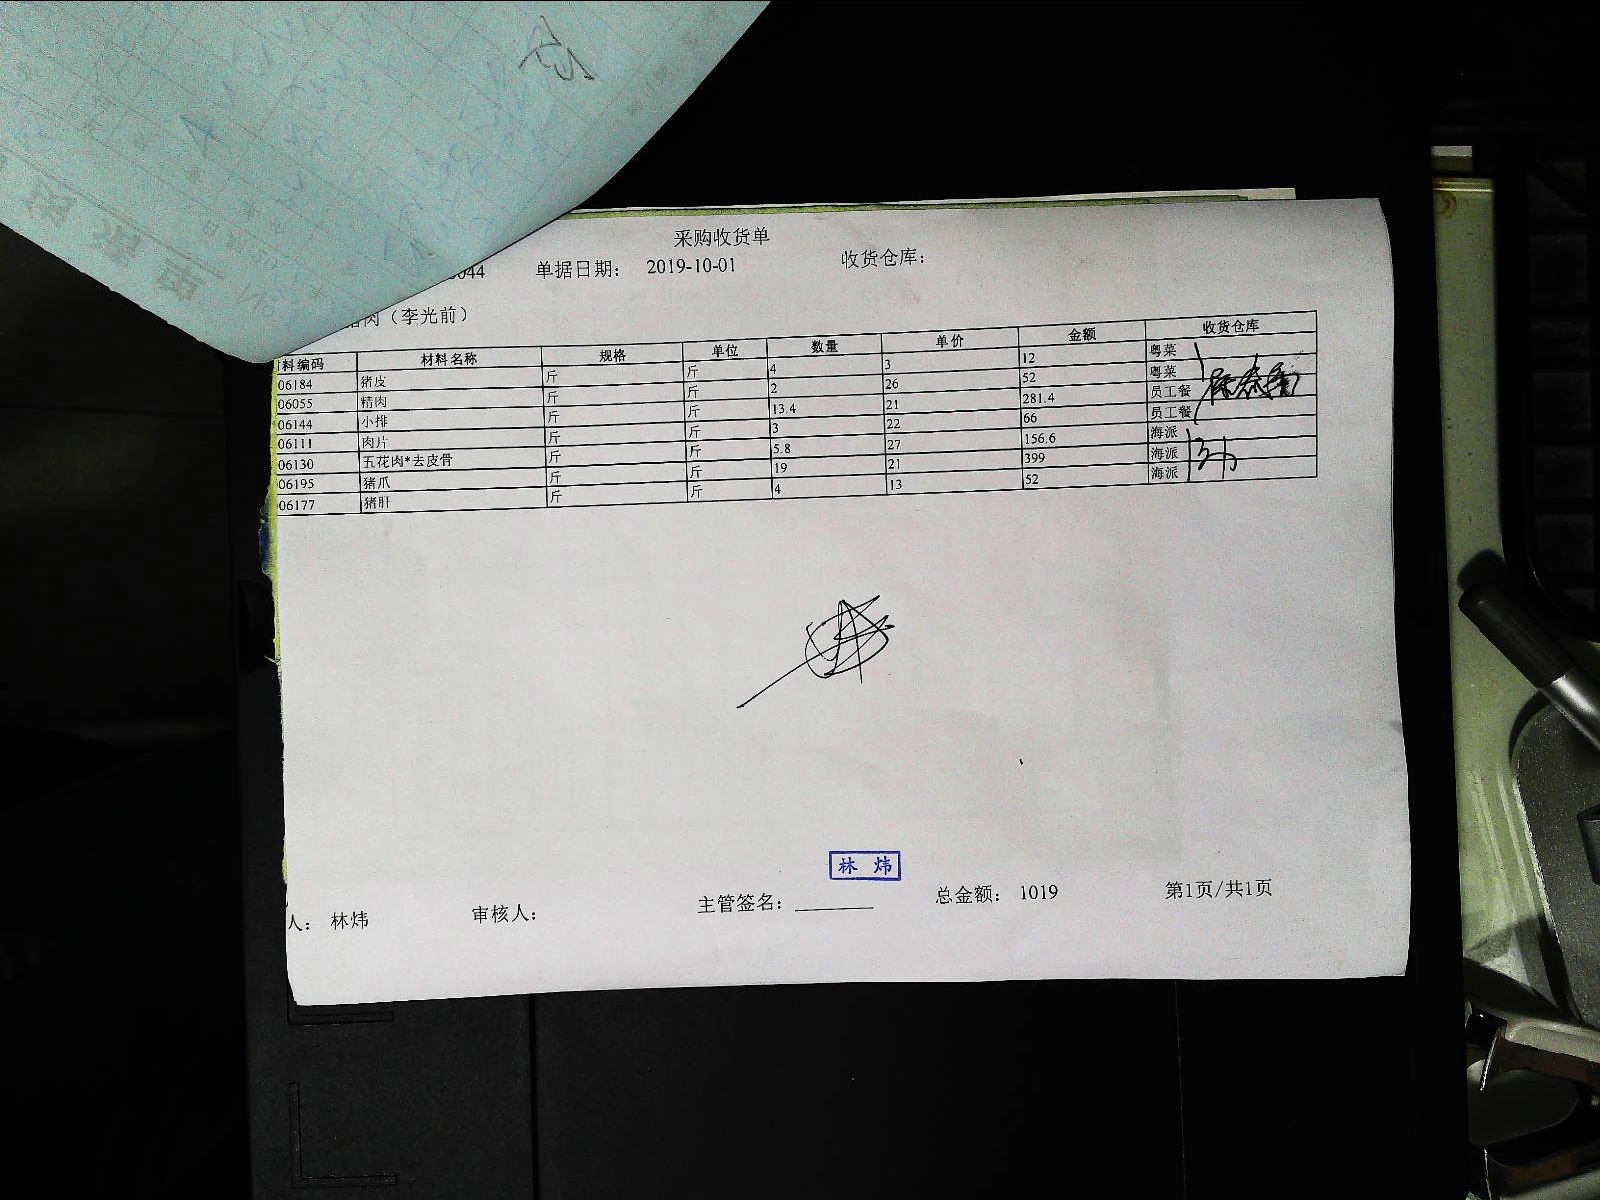 采购收货单
044 单据日期: 2019-10-01 收货仓库:
肉（李光前）
料编码 材料名称 规格 单位 数量 单价 金额 收货仓库
06184 猪皮 斤 斤 4 3 12 粤菜
06055 精肉 斤 斤 2 26 52 粤菜
06144 小排 斤 斤 13.4 21 281.4 员工餐
06111 肉片 斤 斤 3 22 66 员工餐
06130 五花肉*去皮骨 斤 斤 5.8 27 156.6 海派
06195 猪爪 斤 斤 19 21 399 海派
06177 猪肝 斤 斤 4 13 52 海派
林 炜
人: 林炜 审核人: 主管签名: 总金额: 1019 第1页/共1页